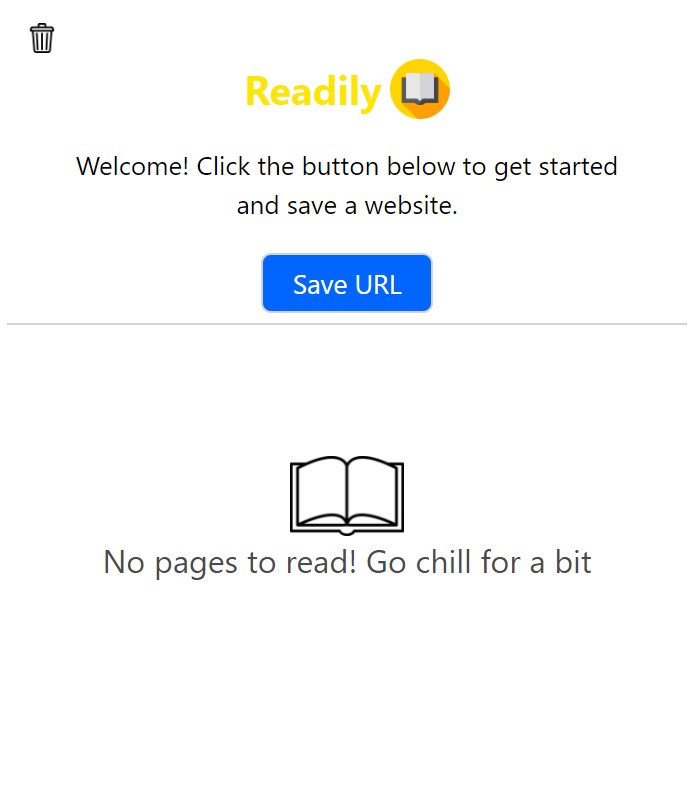 Readily
Welcome! Click the button below to get started
and save a website.
Save URL
No pages to read! Go chill for a bit